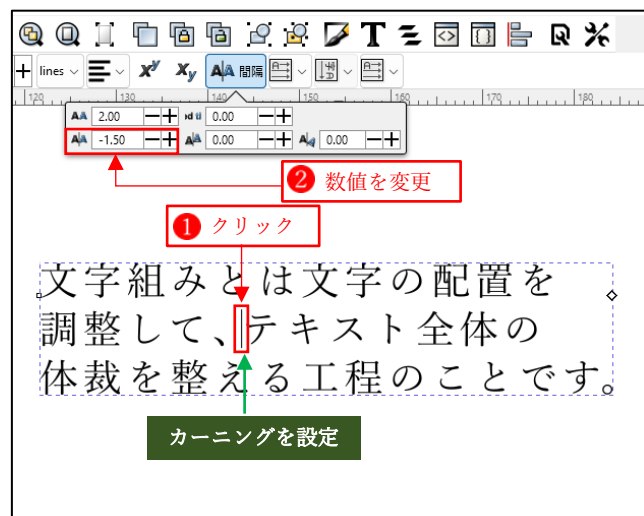 lines
間隔
120 130 140 150 160 170 180
2.00 0.00
-1.50 0.00 0.00
❷ 数値を変更
❶ クリック
文字組みとは文字の配置を
調整して、テキスト全体の
体裁を整える工程のことです。
カーニングを設定